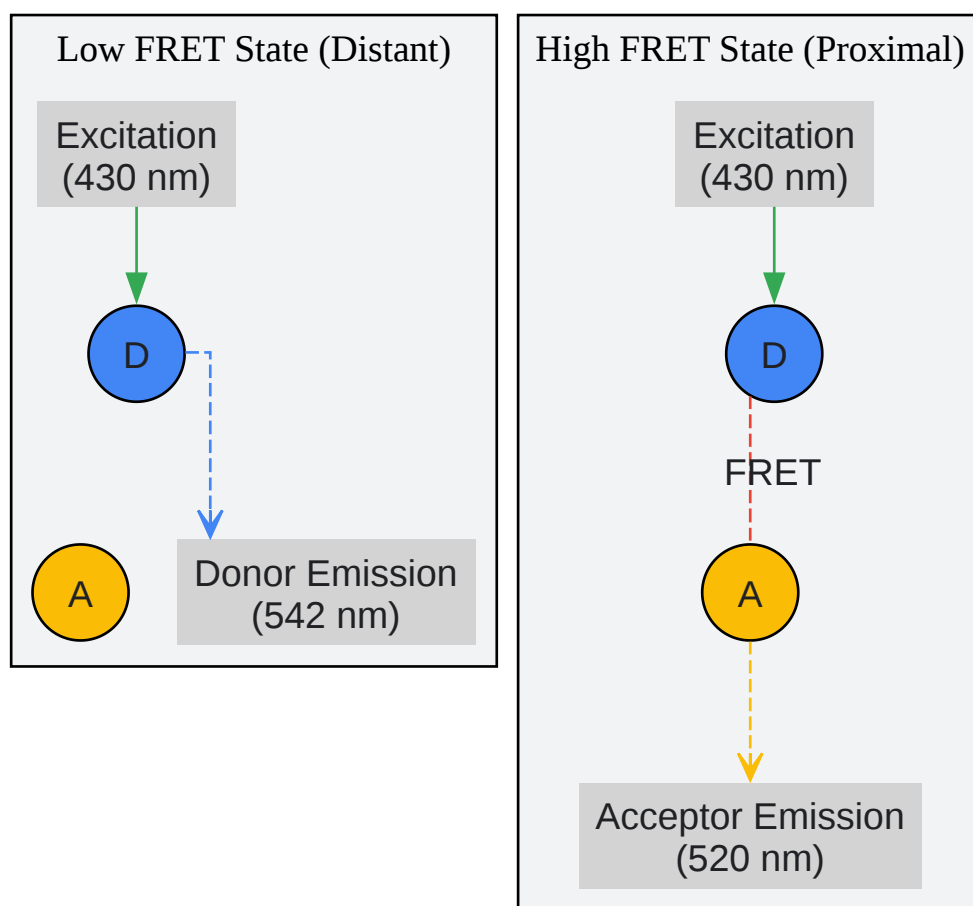 Low FRET State (Distant)
Excitation
(430 nm)
D
A
Donor Emission
(542 nm)
High FRET State (Proximal)
Excitation
(430 nm)
D
FRET
A
Acceptor Emission
(520 nm)